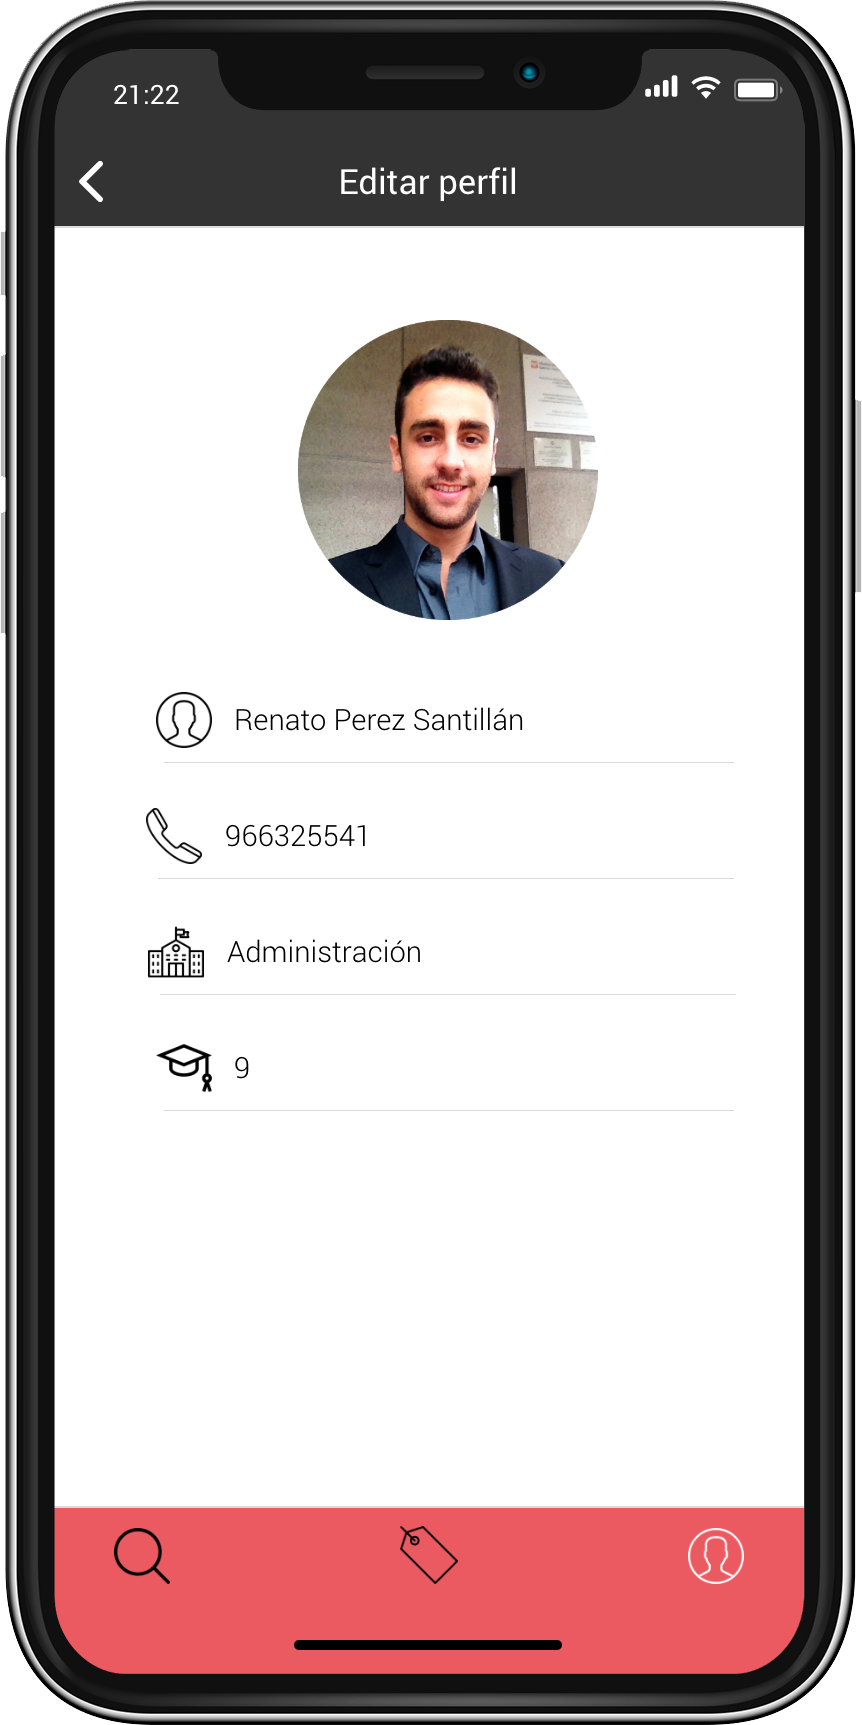 21:22
Editar perfil
Renato Perez Santillán
966325541
Administración
9